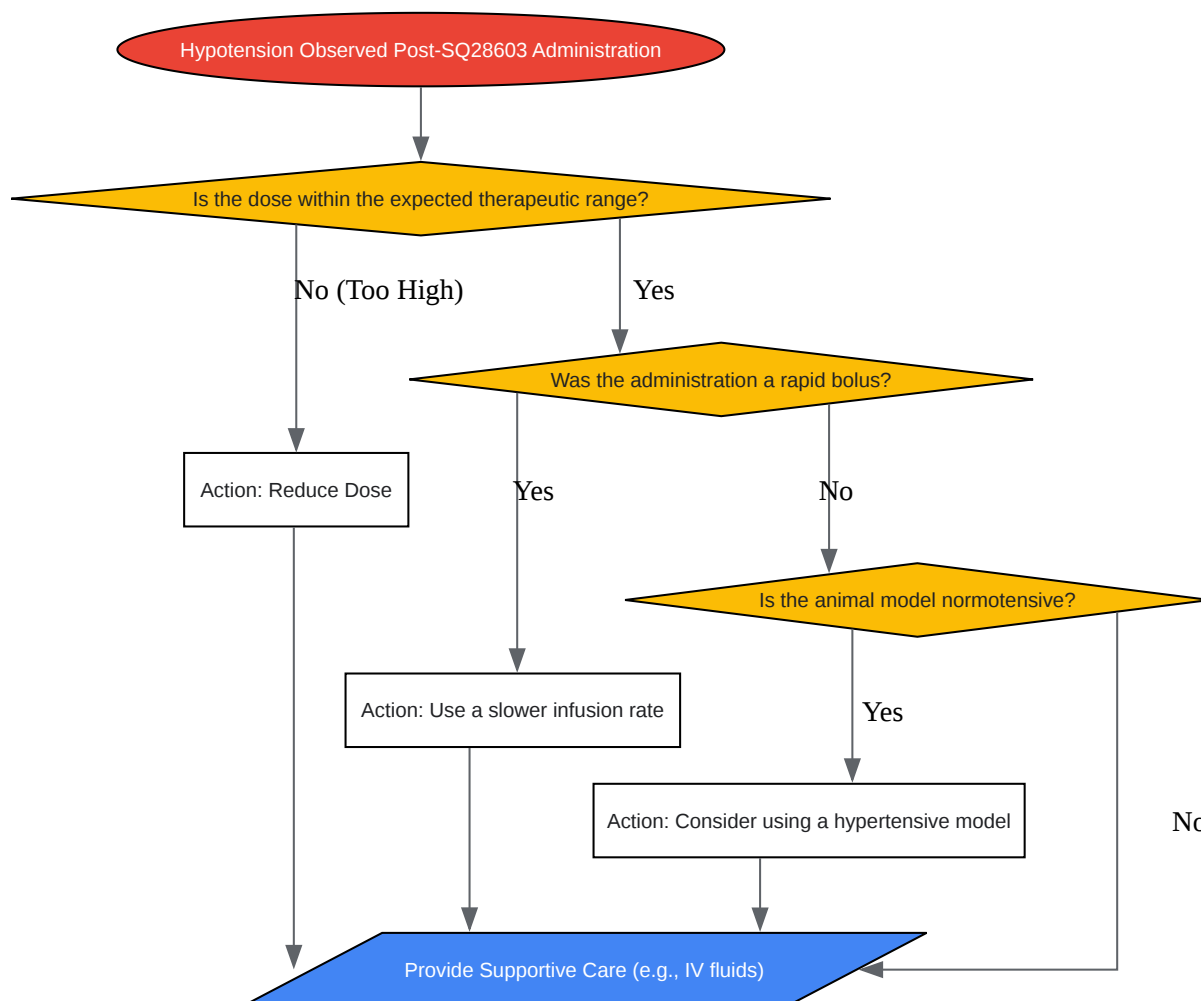 Hypotension Observed Post-SQ28603 Administration
Is the dose within the expected therapeutic range?
No (Too High)
Yes
Was the administration a rapid bolus?
Action: Reduce Dose
Yes
No
Is the animal model normotensive?
Action: Use a slower infusion rate
Yes
Action: Consider using a hypertensive model
No
Provide Supportive Care (e.g., IV fluids)